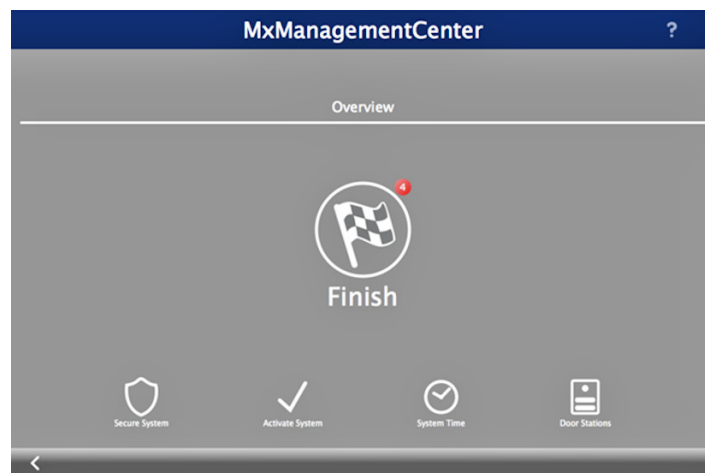 MxManagementCenter ?
Overview
4
Finish
Secure System Activate System System Time Door Stations